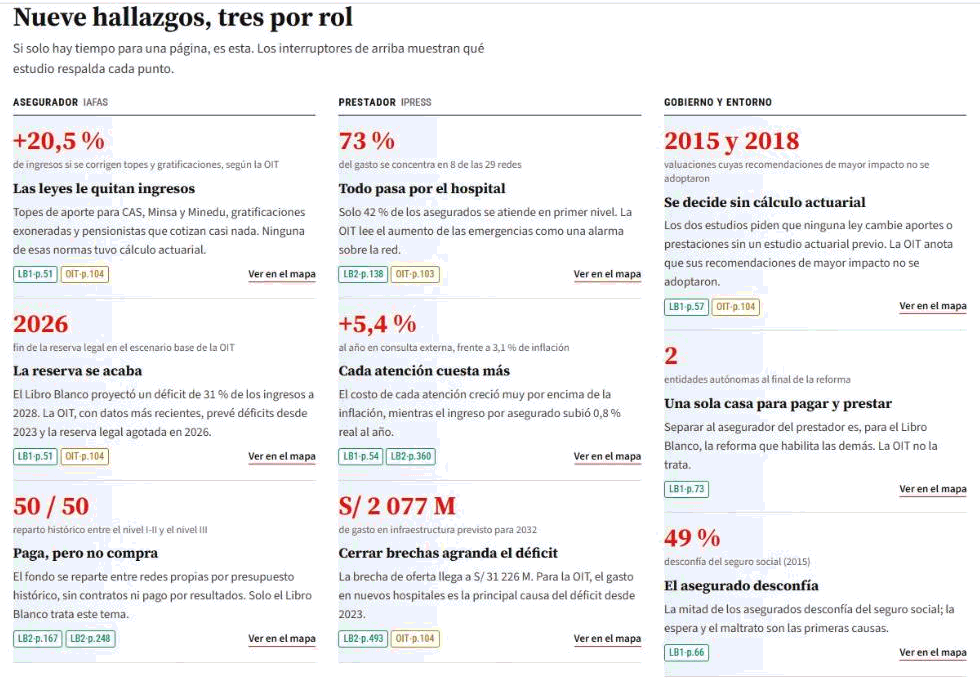 Nueve hallazgos, tres por rol
Si solo hay tiempo para una página, es esta. Los interruptores de arriba muestran qué
estudio respalda cada punto.
ASEGURADOR IAFAS
+20,5 %
de ingresos si se corrigen topes y gratificaciones, según la OIT
Las leyes le quitan ingresos
Topes de aporte para CAS, Minsa y Minedu, gratificaciones
exoneradas y pensionistas que cotizan casi nada. Ninguna
de esas normas tuvo cálculo actuarial.
LB1·p.51 OIT·p.104 Ver en el mapa
2026
fin de la reserva legal en el escenario base de la OIT
La reserva se acaba
El Libro Blanco proyectó un déficit de 31 % de los ingresos a
2028. La OIT, con datos más recientes, prevé déficits desde
2023 y la reserva legal agotada en 2026.
LB1·p.51 OIT·p.104 Ver en el mapa
50 / 50
reparto histórico entre el nivel I-II y el nivel III
Paga, pero no compra
El fondo se reparte entre redes propias por presupuesto
histórico, sin contratos ni pago por resultados. Solo el Libro
Blanco trata este tema.
LB2·p.167 LB2·p.248 Ver en el mapa
PRESTADOR IPRESS
73 %
del gasto se concentra en 8 de las 29 redes
Todo pasa por el hospital
Solo 42 % de los asegurados se atiende en primer nivel. La
OIT lee el aumento de las emergencias como una alarma
sobre la red.
LB2·p.138 OIT·p.103 Ver en el mapa
+5,4 %
al año en consulta externa, frente a 3,1 % de inflación
Cada atención cuesta más
El costo de cada atención creció muy por encima de la
inflación, mientras el ingreso por asegurado subió 0,8 %
real al año.
LB1·p.54 LB2·p.360 Ver en el mapa
S/ 2 077 M
de gasto en infraestructura previsto para 2032
Cerrar brechas agranda el déficit
La brecha de oferta llega a S/ 31 226 M. Para la OIT, el gasto
en nuevos hospitales es la principal causa del déficit desde
2023.
LB2·p.493 OIT·p.104 Ver en el mapa
GOBIERNO Y ENTORNO
2015 y 2018
valuaciones cuyas recomendaciones de mayor impacto no se
adoptaron
Se decide sin cálculo actuarial
Los dos estudios piden que ninguna ley cambie aportes o
prestaciones sin un estudio actuarial previo. La OIT anota
que sus recomendaciones de mayor impacto no se
adoptaron.
LB1·p.57 OIT·p.104 Ver en el mapa
2
entidades autónomas al final de la reforma
Una sola casa para pagar y prestar
Separar al asegurador del prestador es, para el Libro
Blanco, la reforma que habilita las demás. La OIT no la
trata.
LB1·p.73 Ver en el mapa
49 %
desconfía del seguro social (2015)
El asegurado desconfía
La mitad de los asegurados desconfía del seguro social; la
espera y el maltrato son las primeras causas.
LB1·p.66 Ver en el mapa